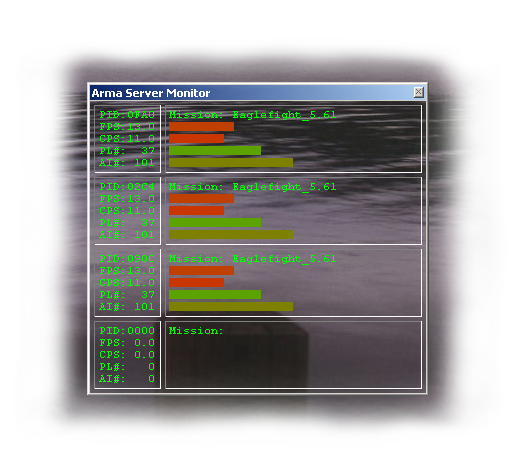 Arma Server Monitor
PID:0FA0 Mission: Eaglefight_5.61
FPS:13.0
CPS:11.0
PL#: 37
AI#: 101
PID:02C4 Mission: Eaglefight_5.61
FPS:13.0
CPS:11.0
PL#: 37
AI#: 101
PID:090C Mission: Eaglefight_5.61
FPS:13.0
CPS:11.0
PL#: 37
AI#: 101
PID:0000 Mission:
FPS: 0.0
CPS: 0.0
PL#: 0
AI#: 0